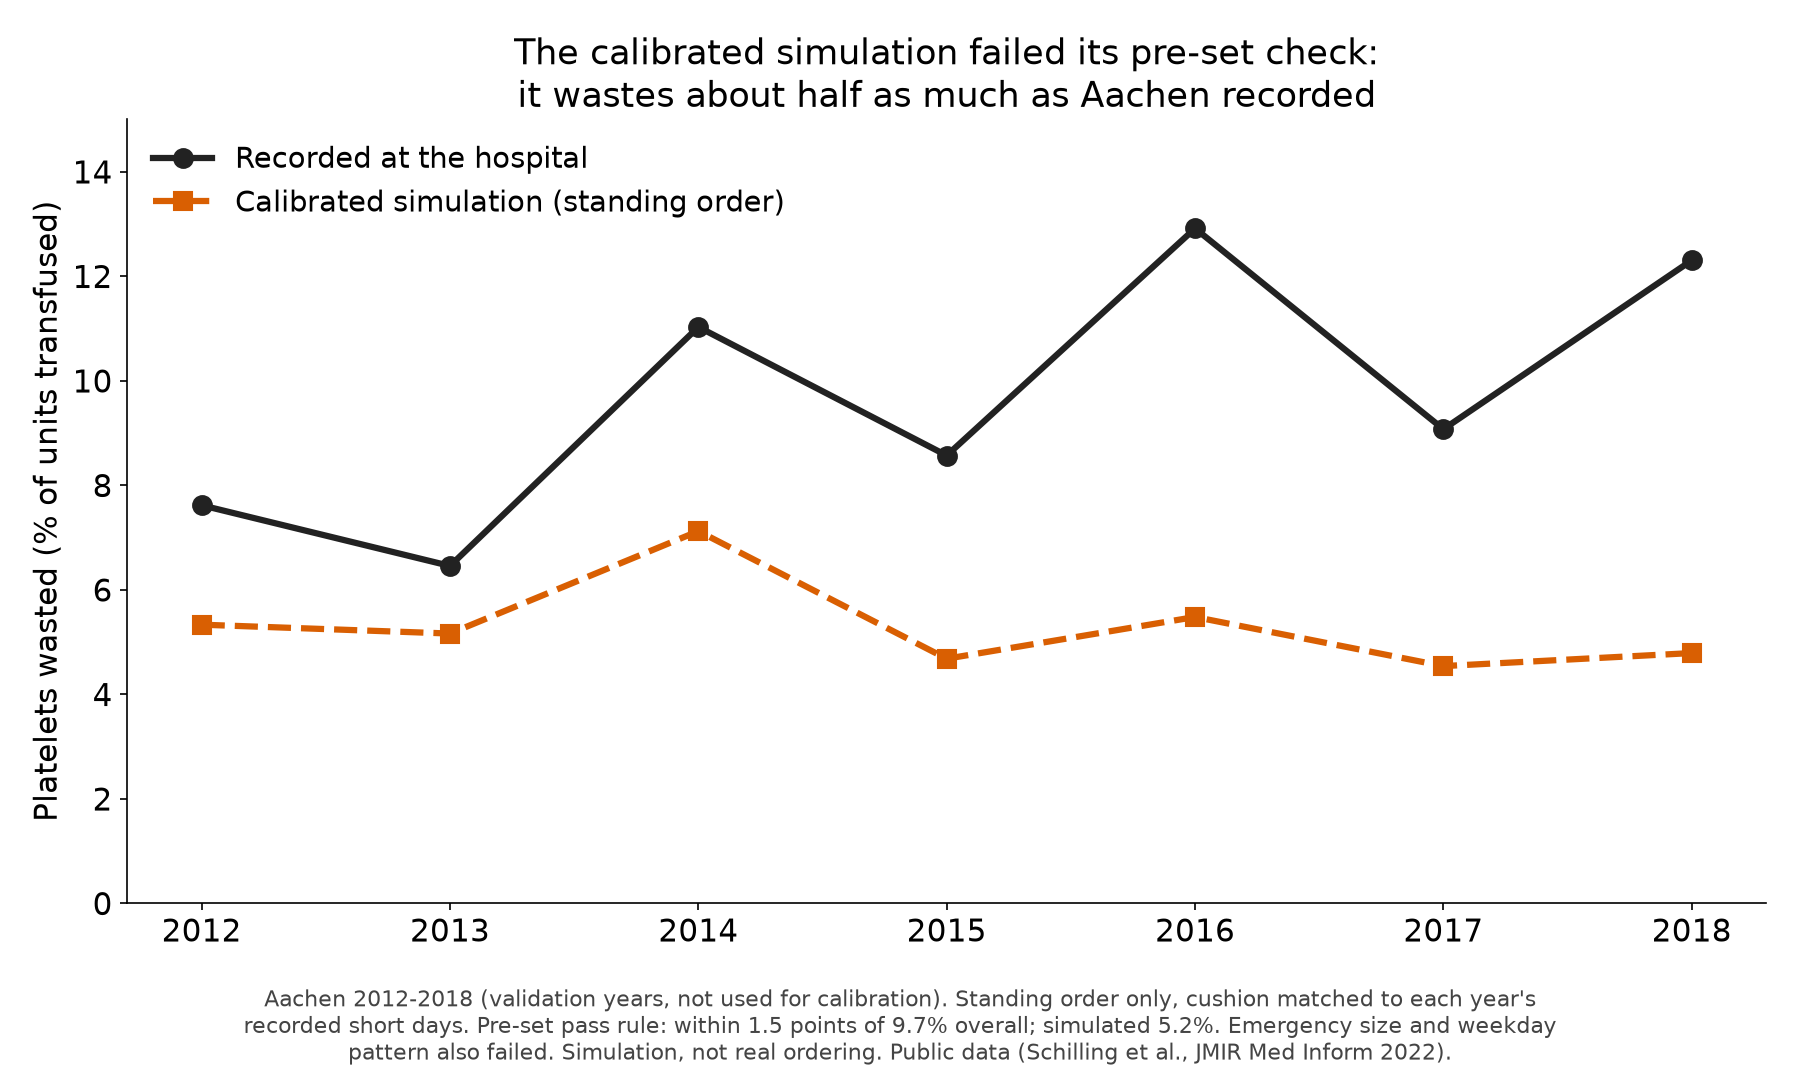 The calibrated simulation failed its pre-set check:
it wastes about half as much as Aachen recorded
Recorded at the hospital
Calibrated simulation (standing order)
Platelets wasted (% of units transfused)
14
12
10
8
6
4
2
0
2012 2013 2014 2015 2016 2017 2018
Aachen 2012-2018 (validation years, not used for calibration). Standing order only, cushion matched to each year's
recorded short days. Pre-set pass rule: within 1.5 points of 9.7% overall; simulated 5.2%. Emergency size and weekday
pattern also failed. Simulation, not real ordering. Public data (Schilling et al., JMIR Med Inform 2022).